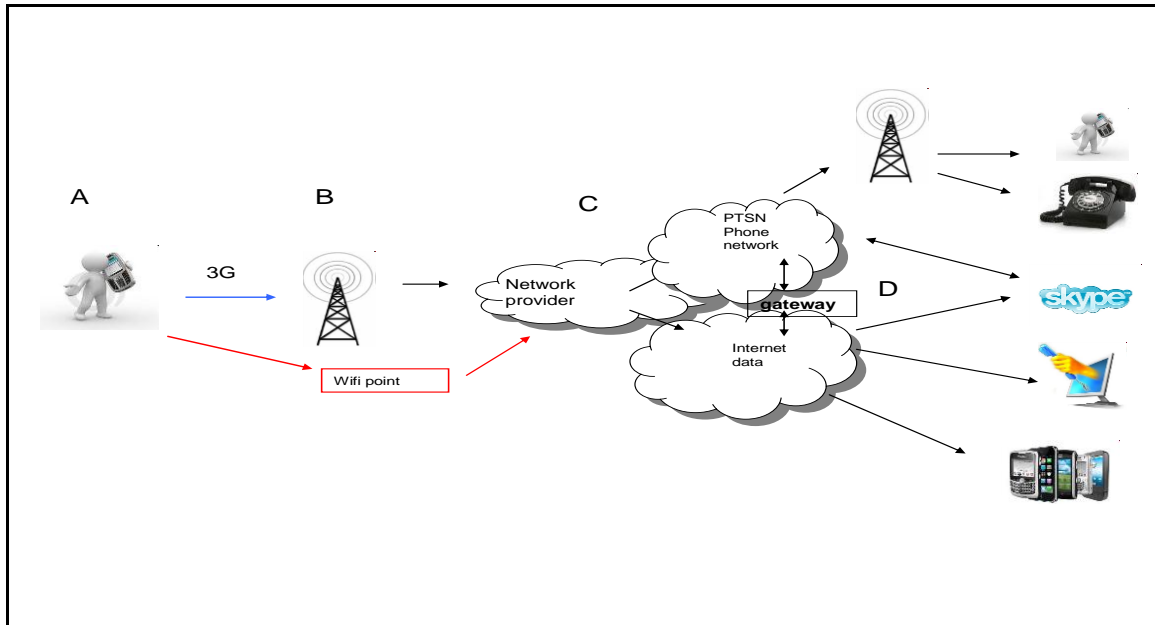 A
B
C
D
3G
Wifi point
Network
provider
PTSN
Phone
network
gateway
Internet
data
skype